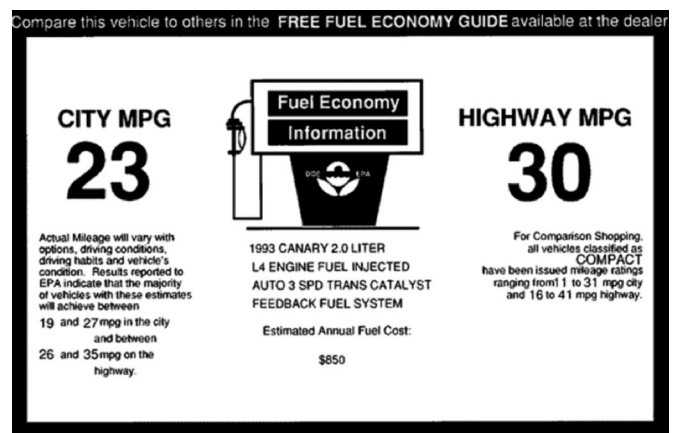 Compare this vehicle to others in the FREE FUEL ECONOMY GUIDE available at the dealer
CITY MPG
23
Actual Mileage will vary with
options, driving conditions,
driving habits and vehicle's
condition. Results reported to
EPA indicate that the majority
of vehicles with these estimates
will achieve between
19 and 27 mpg in the city
and between
26 and 35 mpg on the
highway.
Fuel Economy
Information
DOE EPA
1993 CANARY 2.0 LITER
L4 ENGINE FUEL INJECTED
AUTO 3 SPD TRANS CATALYST
FEEDBACK FUEL SYSTEM
Estimated Annual Fuel Cost:
$850
HIGHWAY MPG
30
For Comparison Shopping,
all vehicles classified as
COMPACT
have been issued mileage ratings
ranging from11 to 31 mpg city
and 16 to 41 mpg highway.